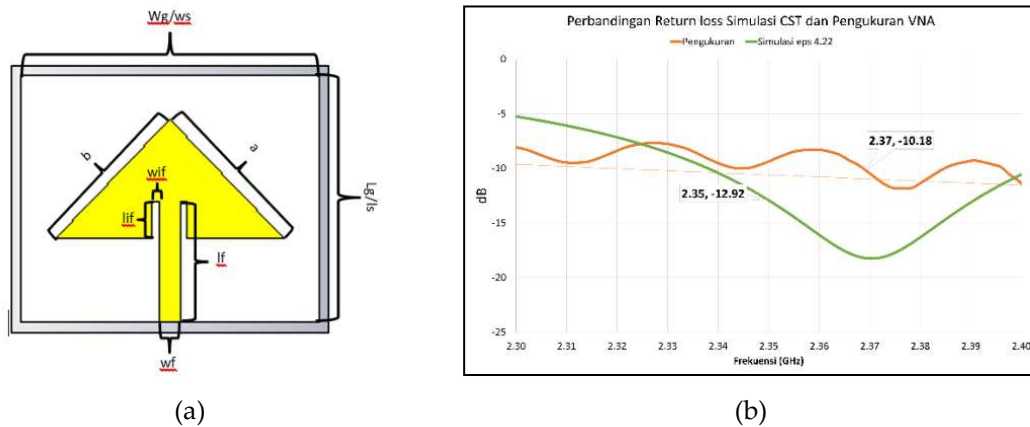 Wg/ws
b
a
wif
lif
lf
Lg/ls
wf
(a)
Perbandingan Return loss Simulasi CST dan Pengukuran VNA
Pengukuran Simulasi eps 4.22
0
-5
-10
-15
-20
-25
dB
2.37, -10.18
2.35, -12.92
2.30 2.31 2.32 2.33 2.34 2.35 2.36 2.37 2.38 2.39 2.40
Frekuensi (GHz)
(b)